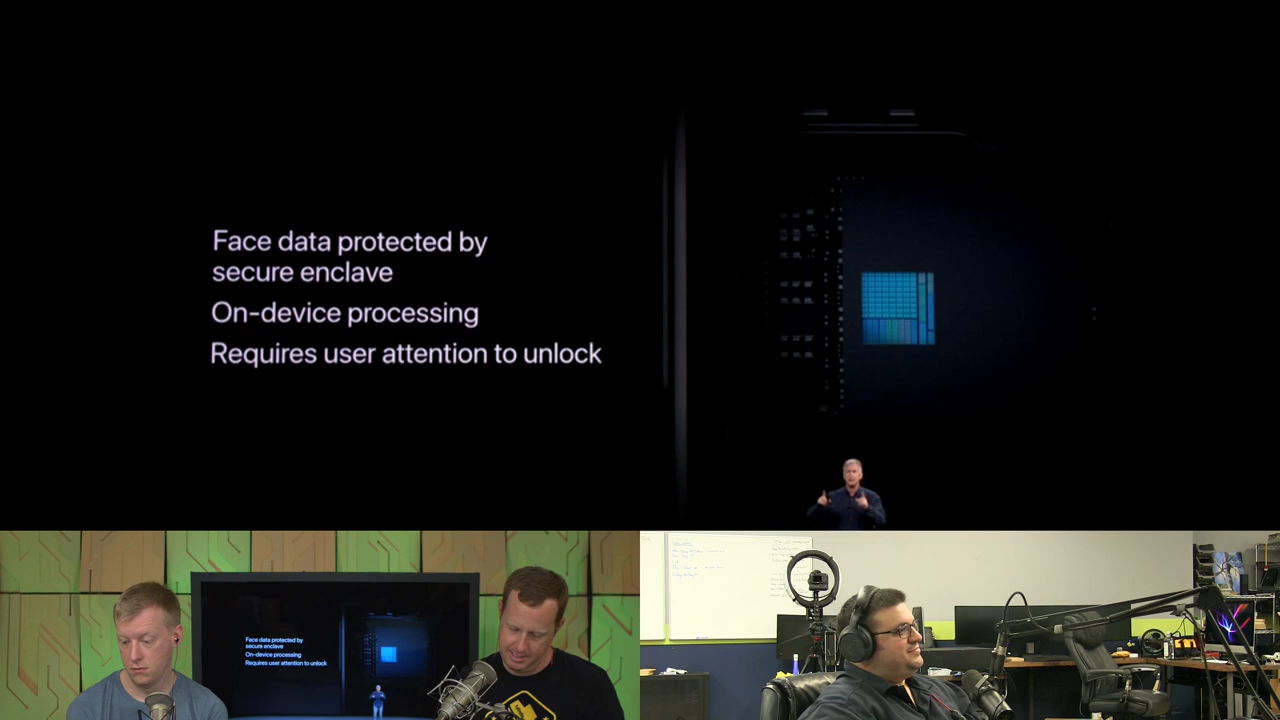 Face data protected by
secure enclave
On-device processing
Requires user attention to unlock
Face data protected by
secure enclave
On-device processing
Requires user attention to unlock